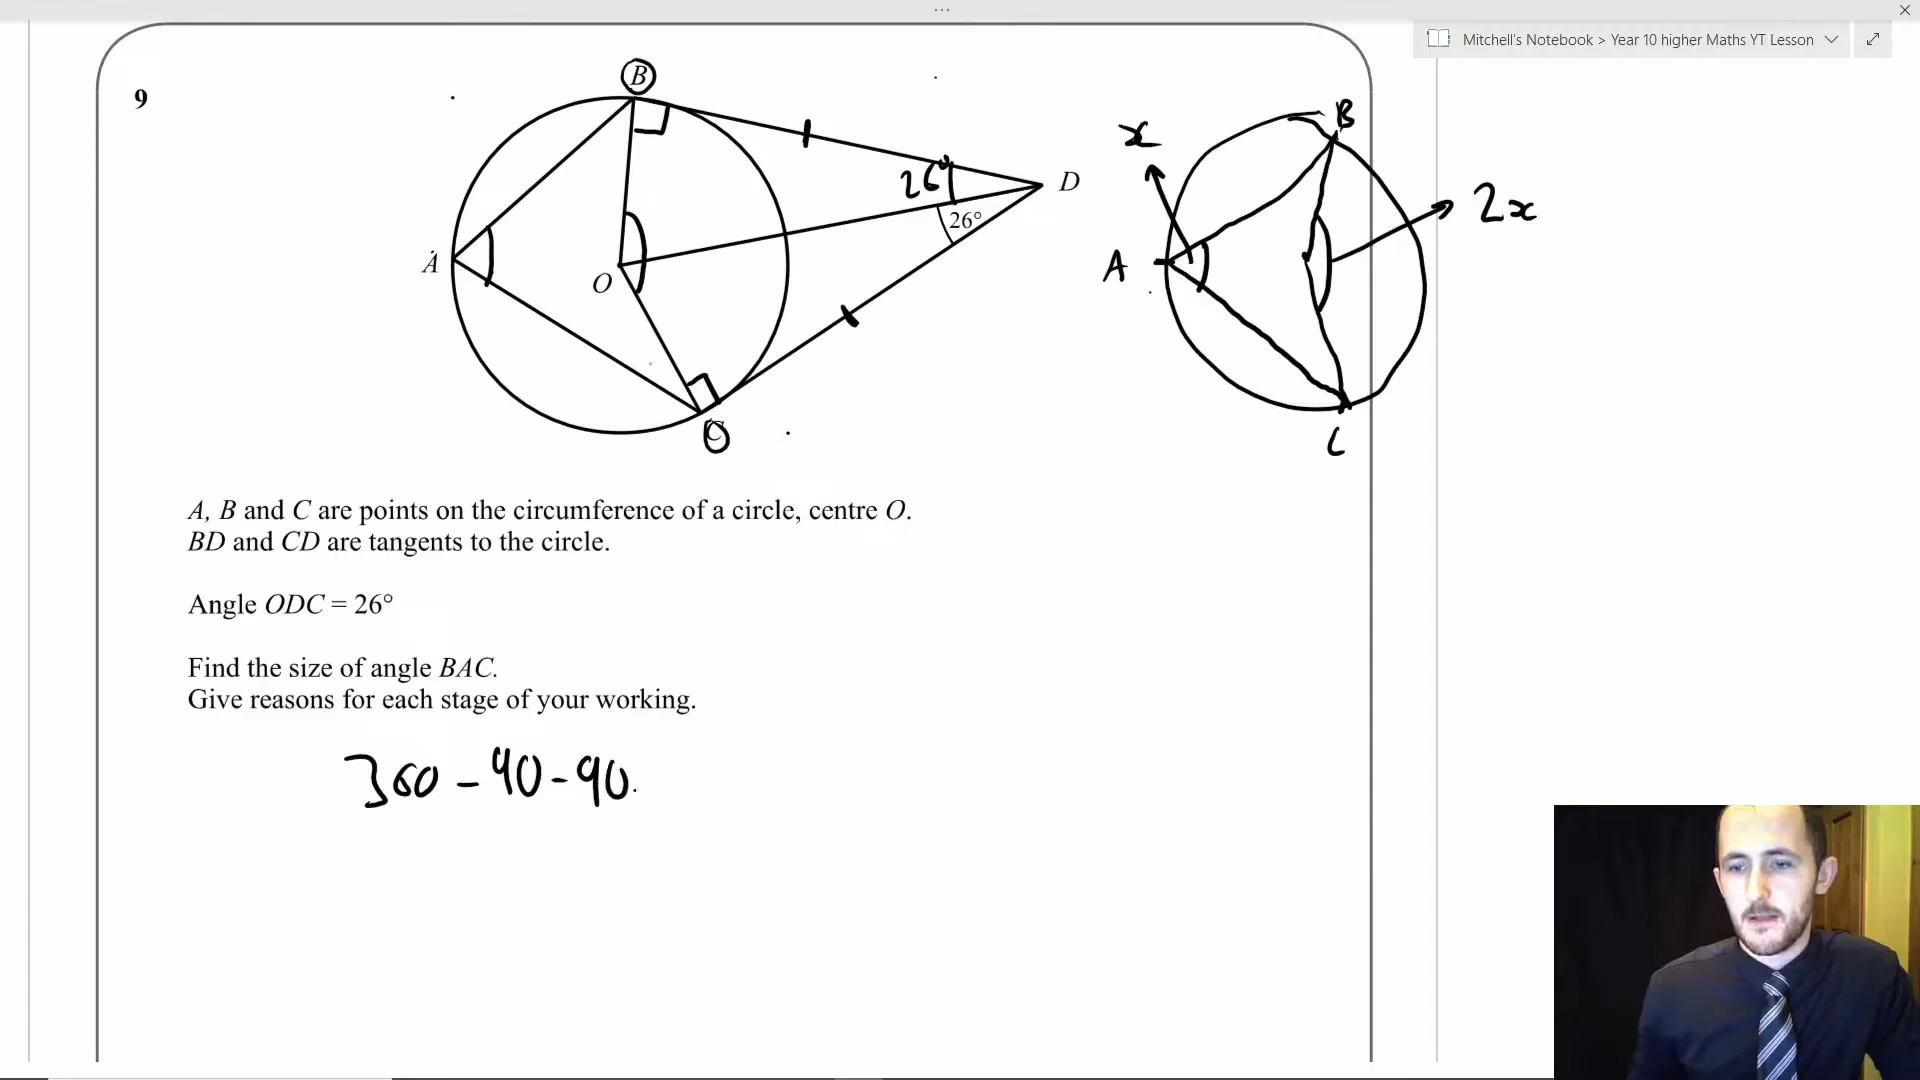 Mitchell's Notebook > Year 10 higher Maths YT Lesson
9
B
B
x
26°
D
2x
26°
A
O
A
C
C
A, B and C are points on the circumference of a circle, centre O.
BD and CD are tangents to the circle.
Angle ODC = 26°
Find the size of angle BAC.
Give reasons for each stage of your working.
360 - 90 - 90